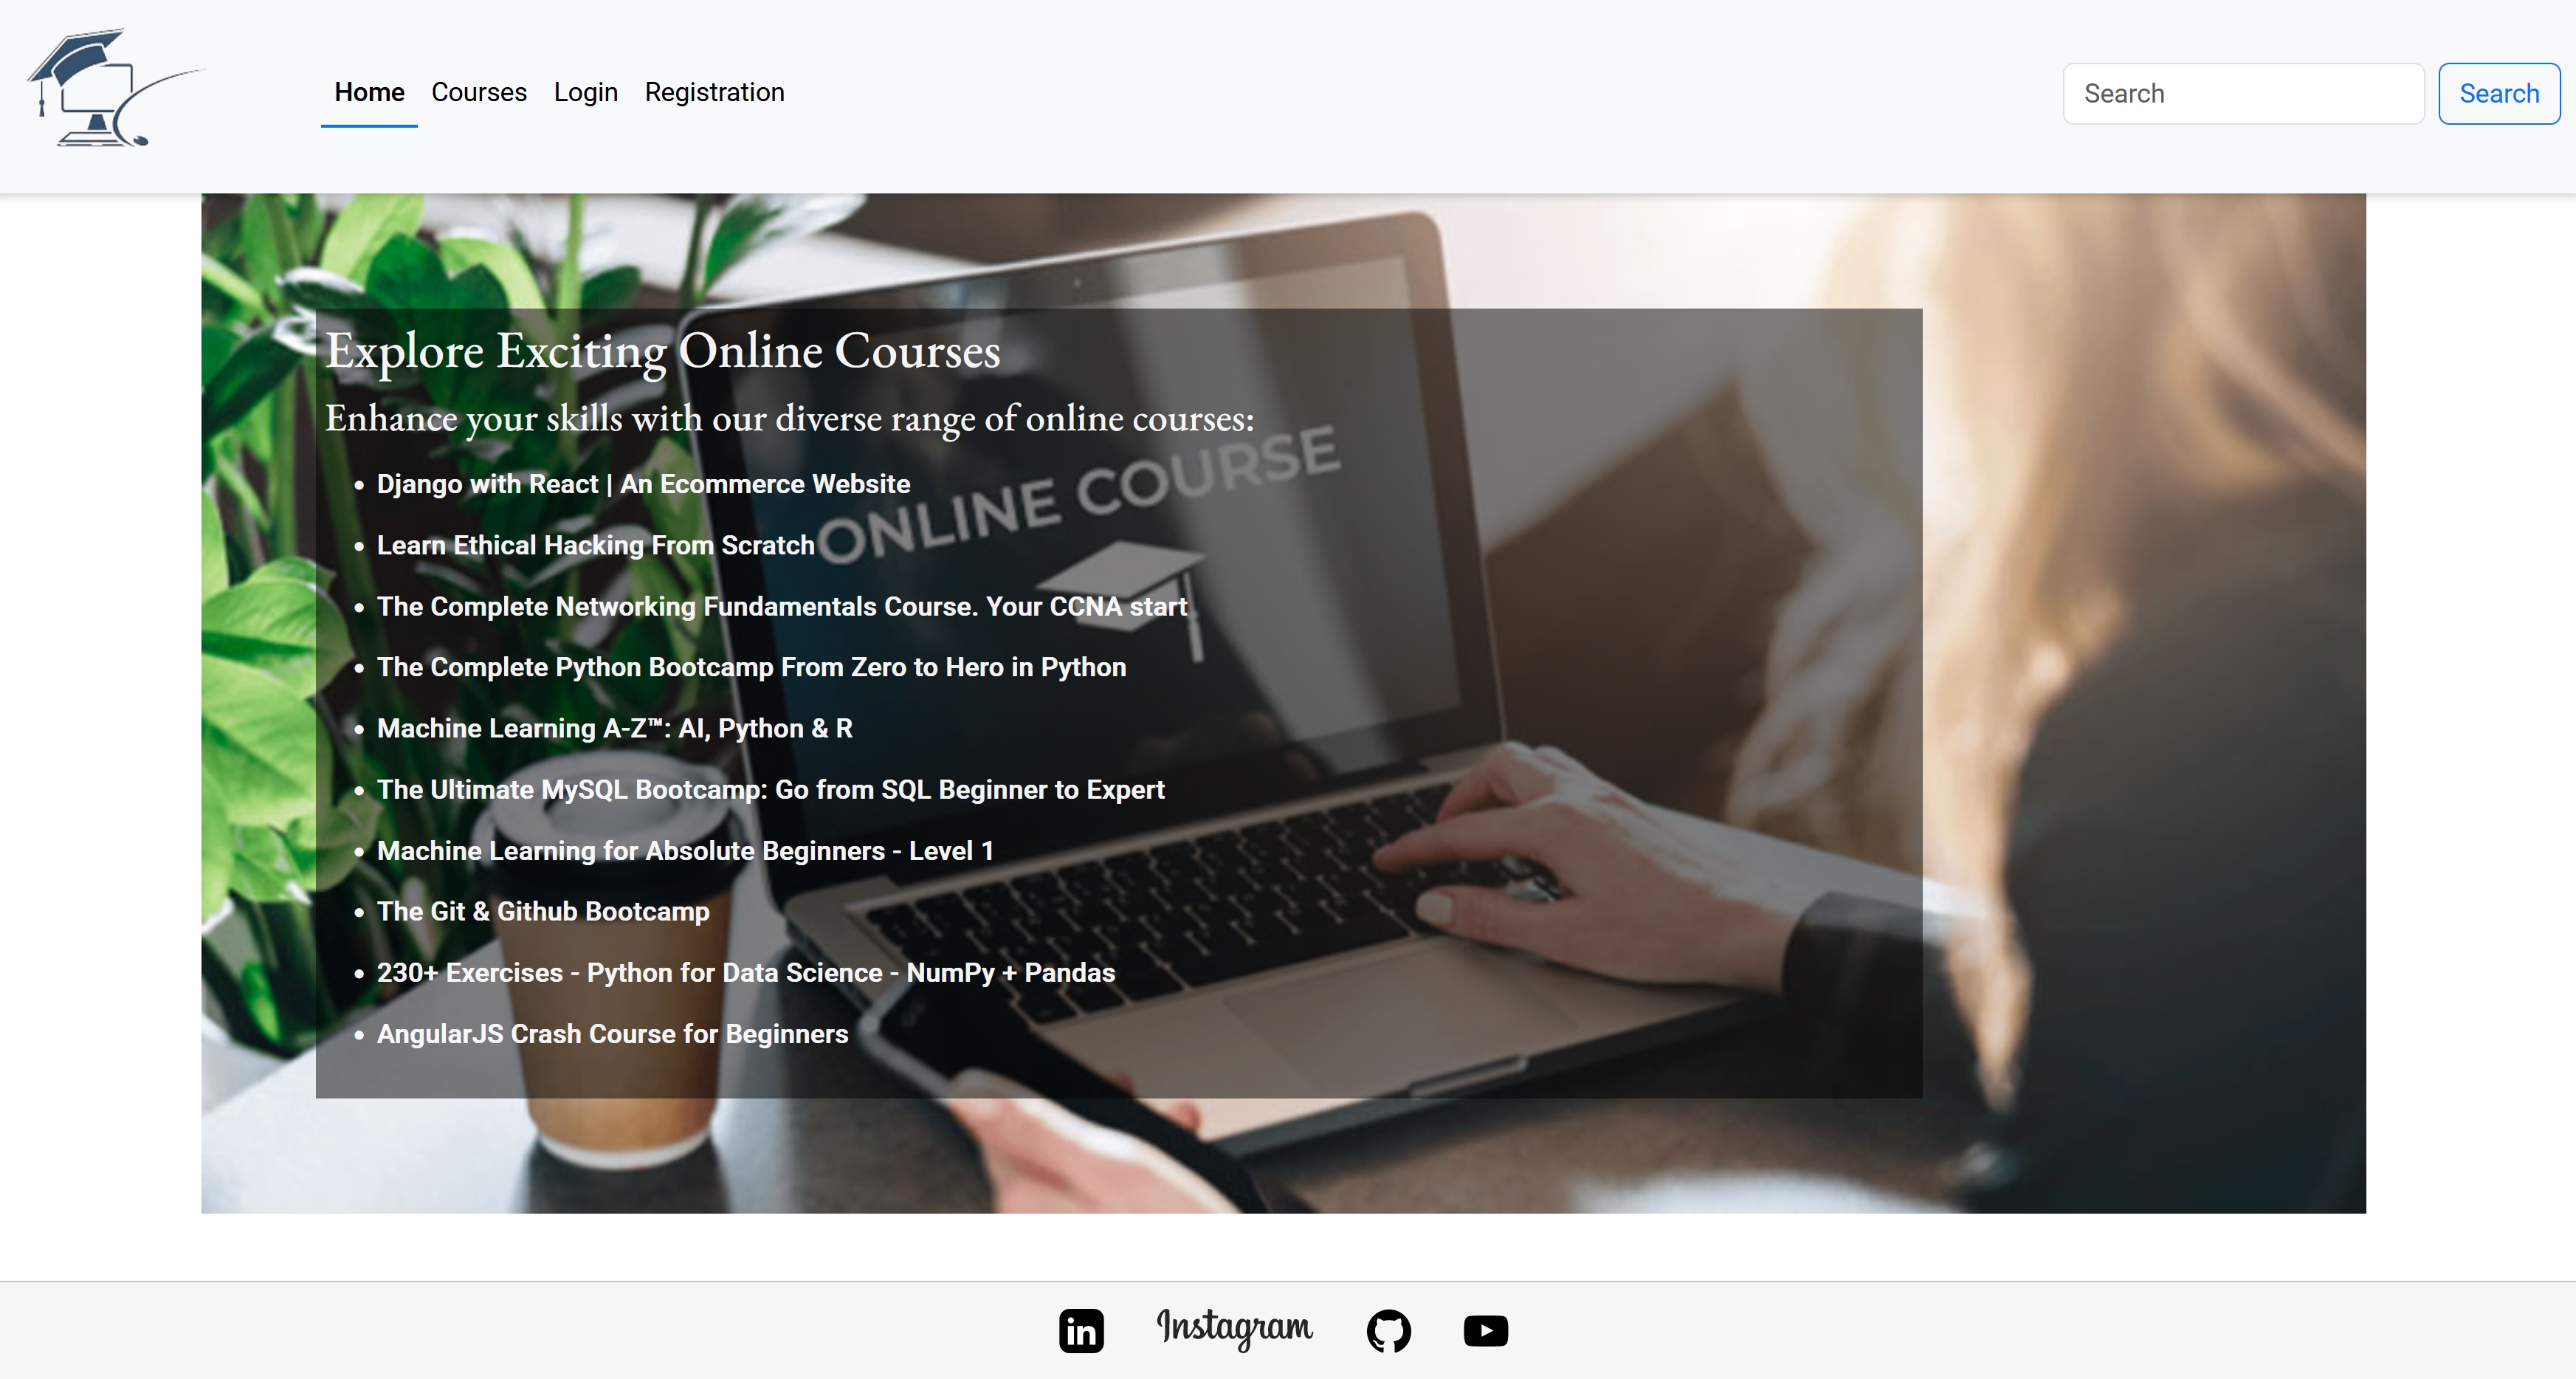 Home Courses Login Registration Search Search
Explore Exciting Online Courses
Enhance your skills with our diverse range of online courses:
• Django with React | An Ecommerce Website
ONLINE COURSE
• Learn Ethical Hacking From Scratch
• The Complete Networking Fundamentals Course. Your CCNA start
• The Complete Python Bootcamp From Zero to Hero in Python
• Machine Learning A-Z™: AI, Python & R
• The Ultimate MySQL Bootcamp: Go from SQL Beginner to Expert
• Machine Learning for Absolute Beginners - Level 1
• The Git & Github Bootcamp
• 230+ Exercises - Python for Data Science - NumPy + Pandas
• AngularJS Crash Course for Beginners
in Instagram